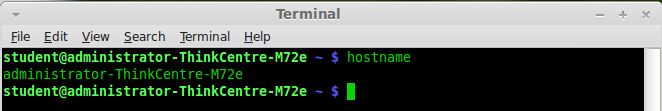 Terminal
File Edit View Search Terminal Help
student@administrator-ThinkCentre-M72e ~ $ hostname
administrator-ThinkCentre-M72e
student@administrator-ThinkCentre-M72e ~ $